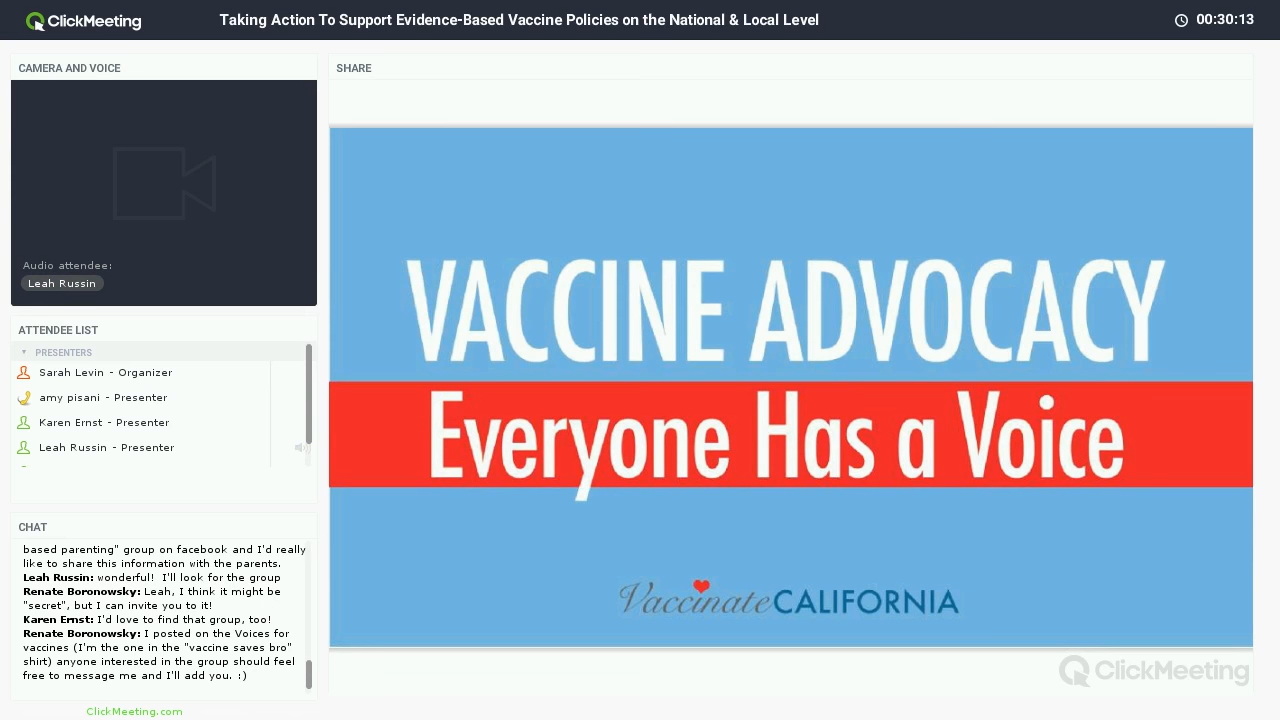 ClickMeeting
Taking Action To Support Evidence-Based Vaccine Policies on the National & Local Level
00:30:13
CAMERA AND VOICE
Audio attendee:
Leah Russin
ATTENDEE LIST
PRESENTERS
Sarah Levin - Organizer
amy pisani - Presenter
Karen Ernst - Presenter
Leah Russin - Presenter
CHAT
based parenting" group on facebook and I'd really
like to share this information with the parents.
Leah Russin: wonderful!  I'll look for the group
Renate Boronowsky: Leah, I think it might be
"secret", but I can invite you to it!
Karen Ernst: I'd love to find that group, too!
Renate Boronowsky: I posted on the Voices for
vaccines (I'm the one in the "vaccine saves bro"
shirt) anyone interested in the group should feel
free to message me and I'll add you. :)
ClickMeeting.com
SHARE
VACCINE ADVOCACY
Everyone Has a Voice
VaccinateCALIFORNIA
ClickMeeting